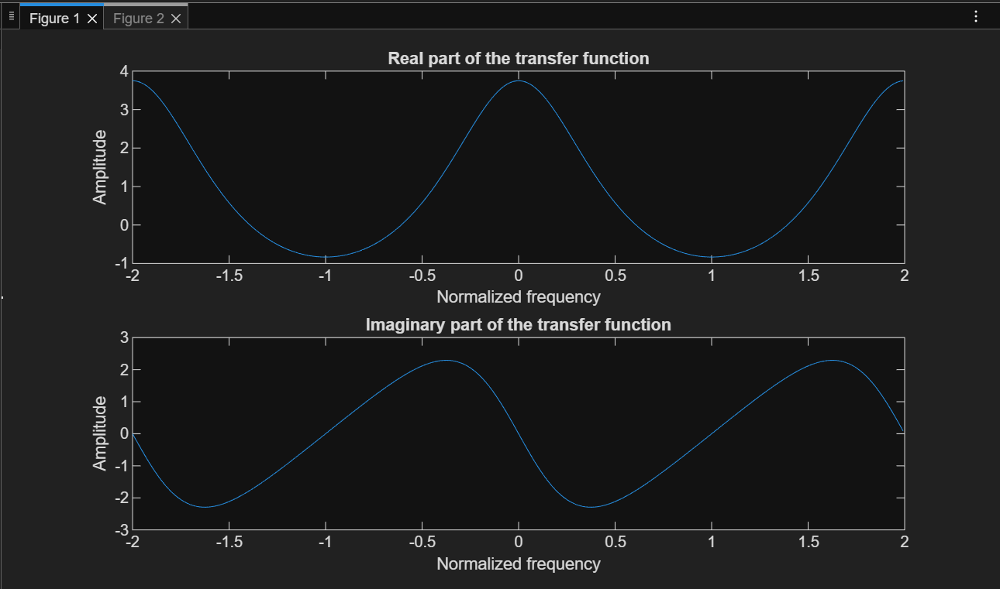 Figure 1 Figure 2
Real part of the transfer function
Amplitude
4
3
2
1
0
-1
-2 -1.5 -1 -0.5 0 0.5 1 1.5 2
Normalized frequency
Imaginary part of the transfer function
Amplitude
3
2
1
0
-1
-2
-3
-2 -1.5 -1 -0.5 0 0.5 1 1.5 2
Normalized frequency